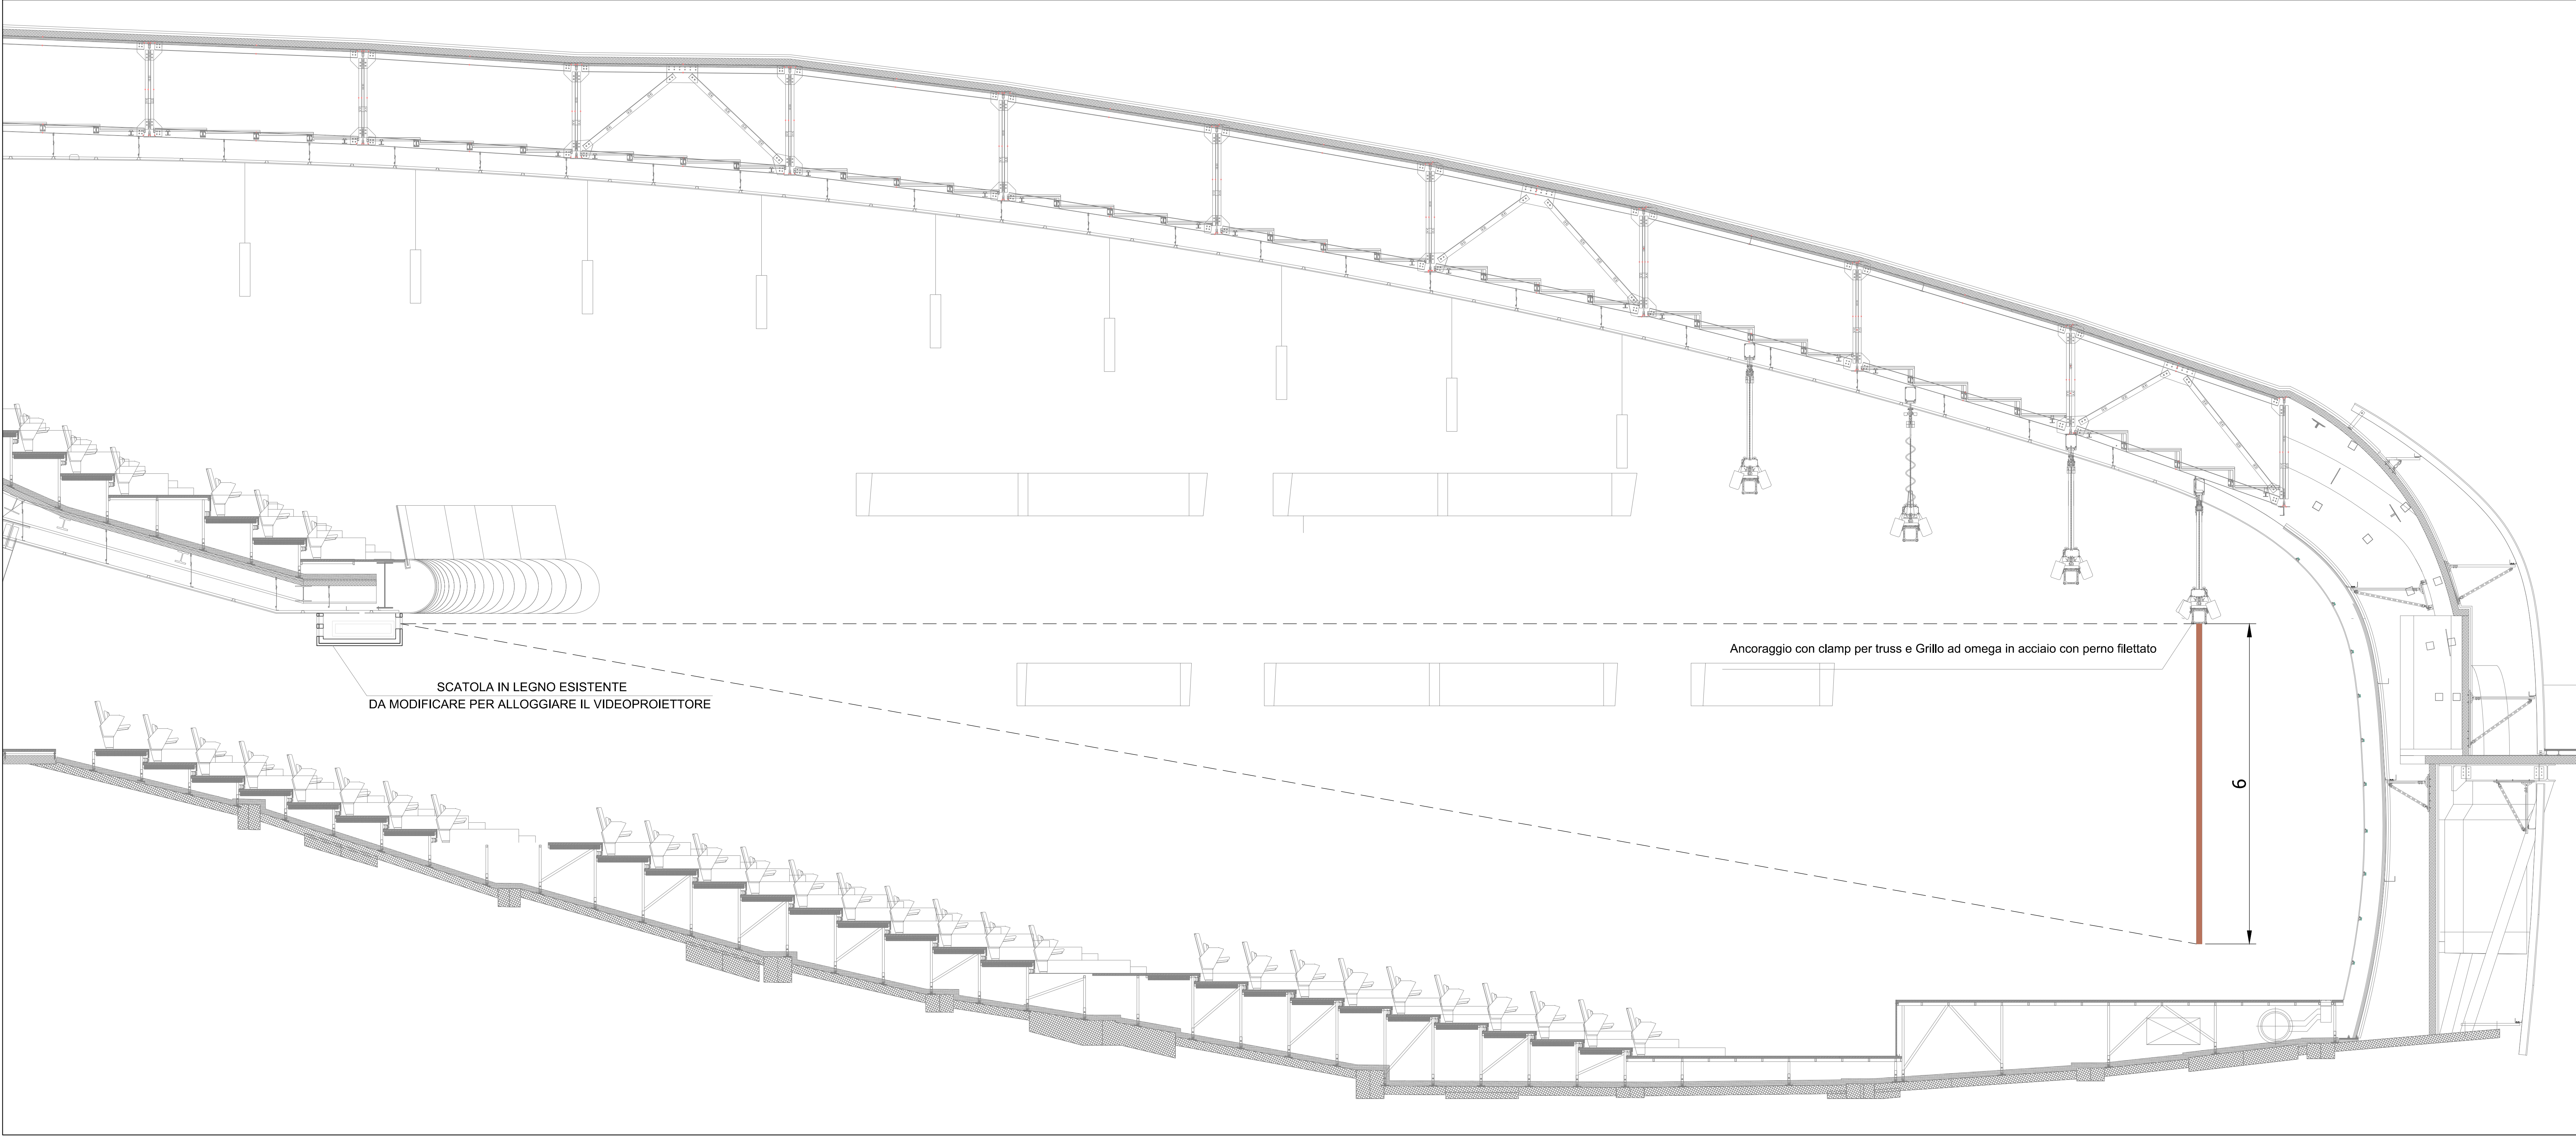 Ancoraggio con clamp per truss e Grillo ad omega in acciaio con perno filettato
SCATOLA IN LEGNO ESISTENTE
DA MODIFICARE PER ALLOGGIARE IL VIDEOPROIETTORE
6